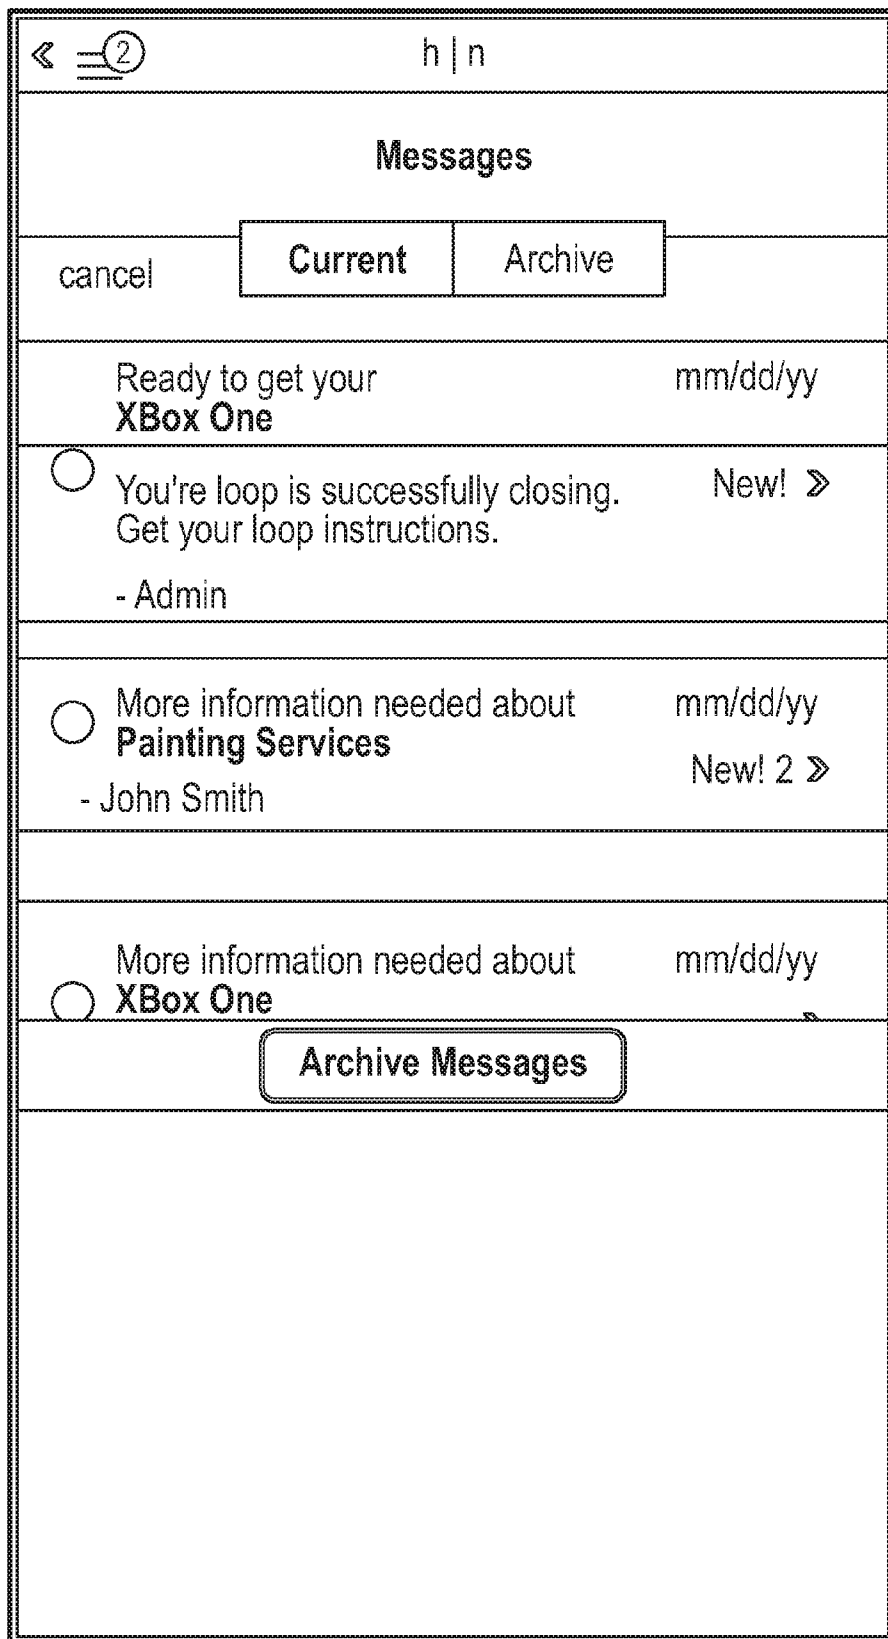 « 2 h | n
Messages
Current Archive
cancel
Ready to get your mm/dd/yy
XBox One
You're loop is successfully closing. New! »
Get your loop instructions.
- Admin
More information needed about mm/dd/yy
Painting Services
New! 2 »
- John Smith
More information needed about mm/dd/yy
XBox One
Archive Messages